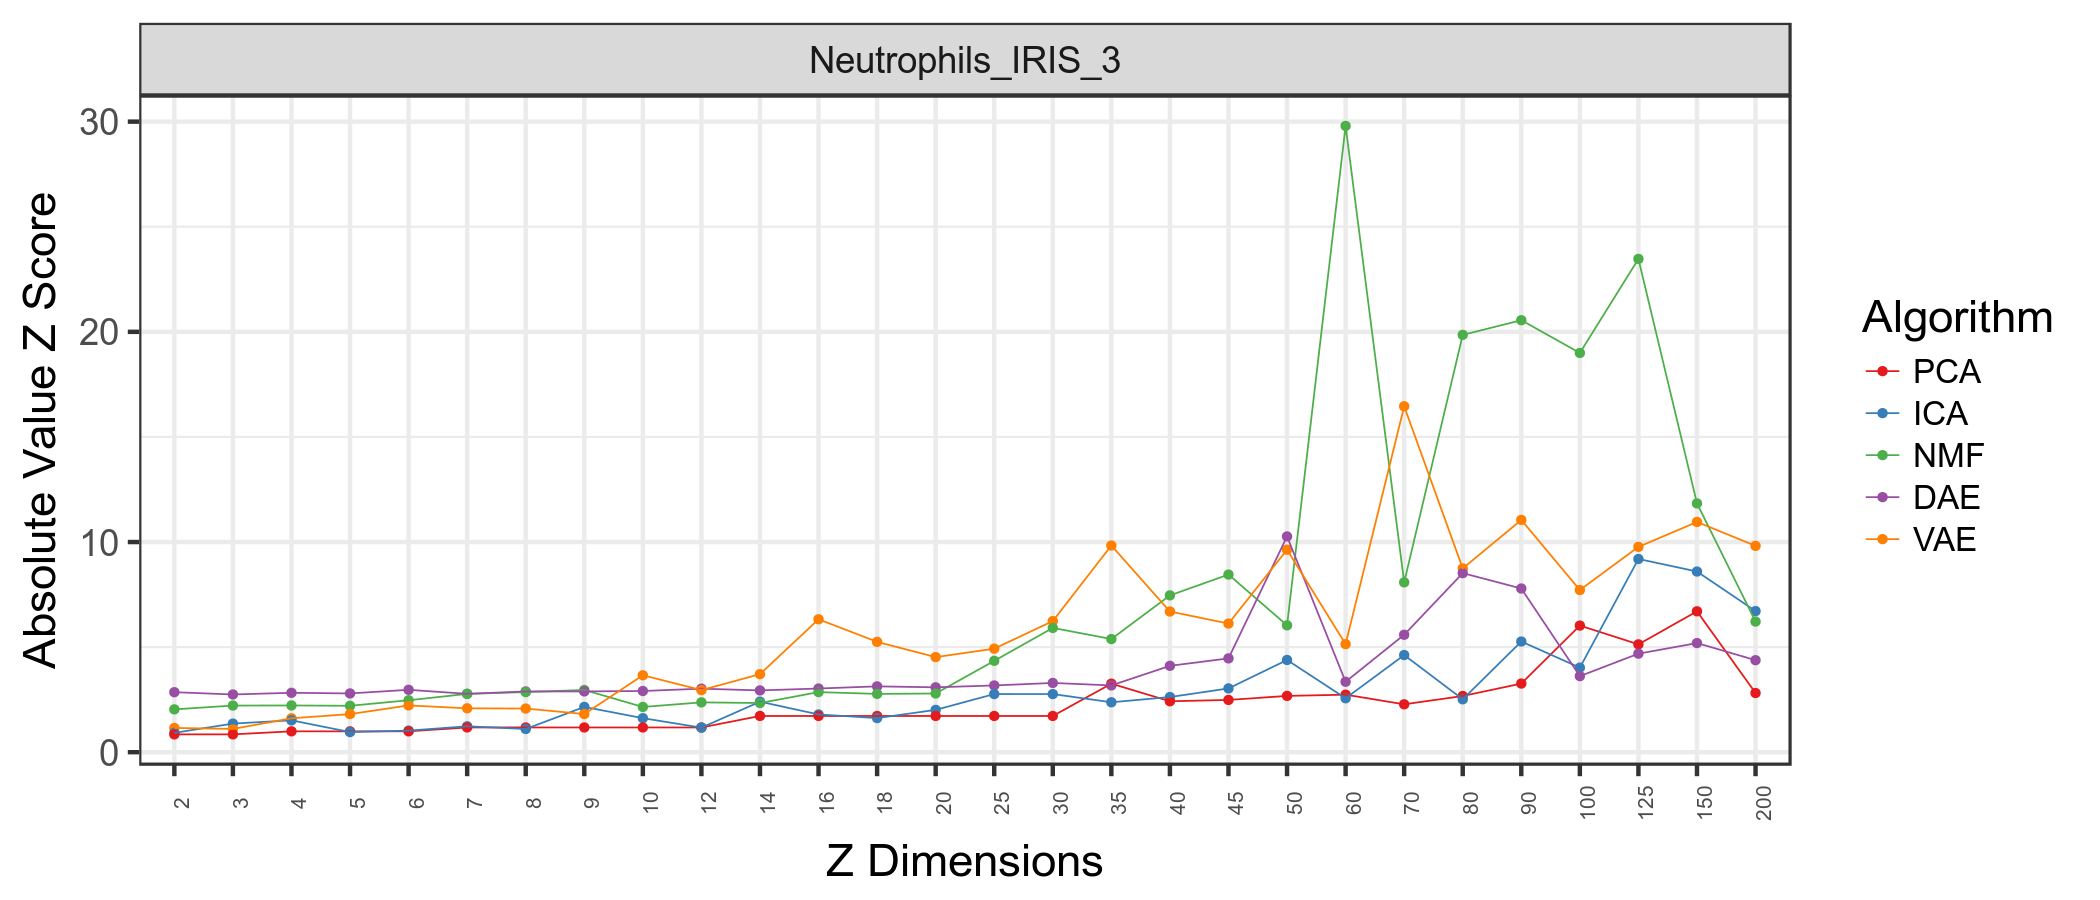 Neutrophils_IRIS_3
Absolute Value Z Score
30
20
10
0
2 3 4 5 6 7 8 9 10 12 14 16 18 20 25 30 35 40 45 50 60 70 80 90 100 125 150 200
Z Dimensions
Algorithm
PCA
ICA
NMF
DAE
VAE